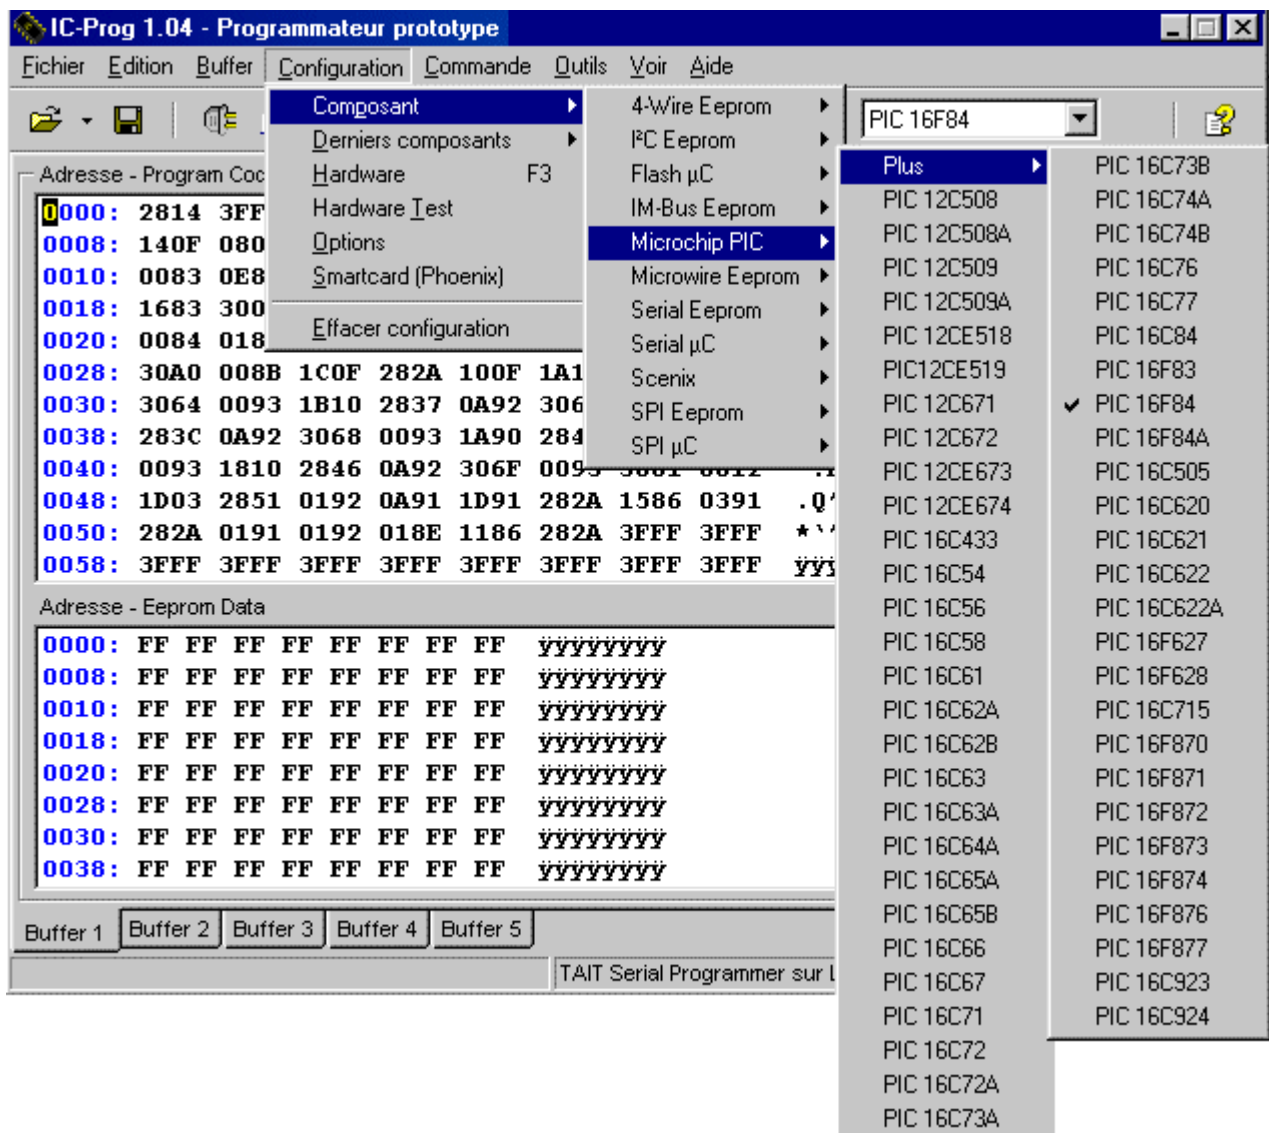 IC-Prog 1.04 - Programmateur prototype
Fichier Edition Buffer Configuration Commande Outils Voir Aide
PIC 16F84
Composant
Derniers composants
Hardware F3
Hardware Test
Options
Smartcard (Phoenix)
Effacer configuration
4-Wire Eeprom
I²C Eeprom
Flash µC
IM-Bus Eeprom
Microchip PIC
Microwire Eeprom
Serial Eeprom
Serial µC
Scenix
SPI Eeprom
SPI µC
Plus
PIC 12C508
PIC 12C508A
PIC 12C509
PIC 12C509A
PIC 12CE518
PIC12CE519
PIC 12C671
PIC 12C672
PIC 12CE673
PIC 12CE674
PIC 16C433
PIC 16C54
PIC 16C56
PIC 16C58
PIC 16C61
PIC 16C62A
PIC 16C62B
PIC 16C63
PIC 16C63A
PIC 16C64A
PIC 16C65A
PIC 16C65B
PIC 16C66
PIC 16C67
PIC 16C71
PIC 16C72
PIC 16C72A
PIC 16C73A
PIC 16C73B
PIC 16C74A
PIC 16C74B
PIC 16C76
PIC 16C77
PIC 16C84
PIC 16F83
PIC 16F84
PIC 16F84A
PIC 16C505
PIC 16C620
PIC 16C621
PIC 16C622
PIC 16C622A
PIC 16F627
PIC 16F628
PIC 16C715
PIC 16F870
PIC 16F871
PIC 16F872
PIC 16F873
PIC 16F874
PIC 16F876
PIC 16F877
PIC 16C923
PIC 16C924
Adresse - Program
0000: 2814 3FF
0008: 140F 080
0010: 0083 0E8
0018: 1683 300
0020: 0084 018
0028: 30A0 008B 1C0F 282A 100F 1A1
0030: 3064 0093 1B10 2837 0A92 306
0038: 283C 0A92 3068 0093 1A90 284
0040: 0093 1810 2846 0A92 306F
0048: 1D03 2851 0192 0A91 1D91 282A 1586 0391 .Q'
0050: 282A 0191 0192 018E 1186 282A 3FFF 3FFF
0058: 3FFF 3FFF 3FFF 3FFF 3FFF 3FFF 3FFF 3FFF ÿÿÿ
Adresse - Eeprom Data
0000: FF FF FF FF FF FF FF FF ÿÿÿÿÿÿÿÿ
0008: FF FF FF FF FF FF FF FF ÿÿÿÿÿÿÿÿ
0010: FF FF FF FF FF FF FF FF ÿÿÿÿÿÿÿÿ
0018: FF FF FF FF FF FF FF FF ÿÿÿÿÿÿÿÿ
0020: FF FF FF FF FF FF FF FF ÿÿÿÿÿÿÿÿ
0028: FF FF FF FF FF FF FF FF ÿÿÿÿÿÿÿÿ
0030: FF FF FF FF FF FF FF FF ÿÿÿÿÿÿÿÿ
0038: FF FF FF FF FF FF FF FF ÿÿÿÿÿÿÿÿ
Buffer 1 Buffer 2 Buffer 3 Buffer 4 Buffer 5
TAIT Serial Programmer sur